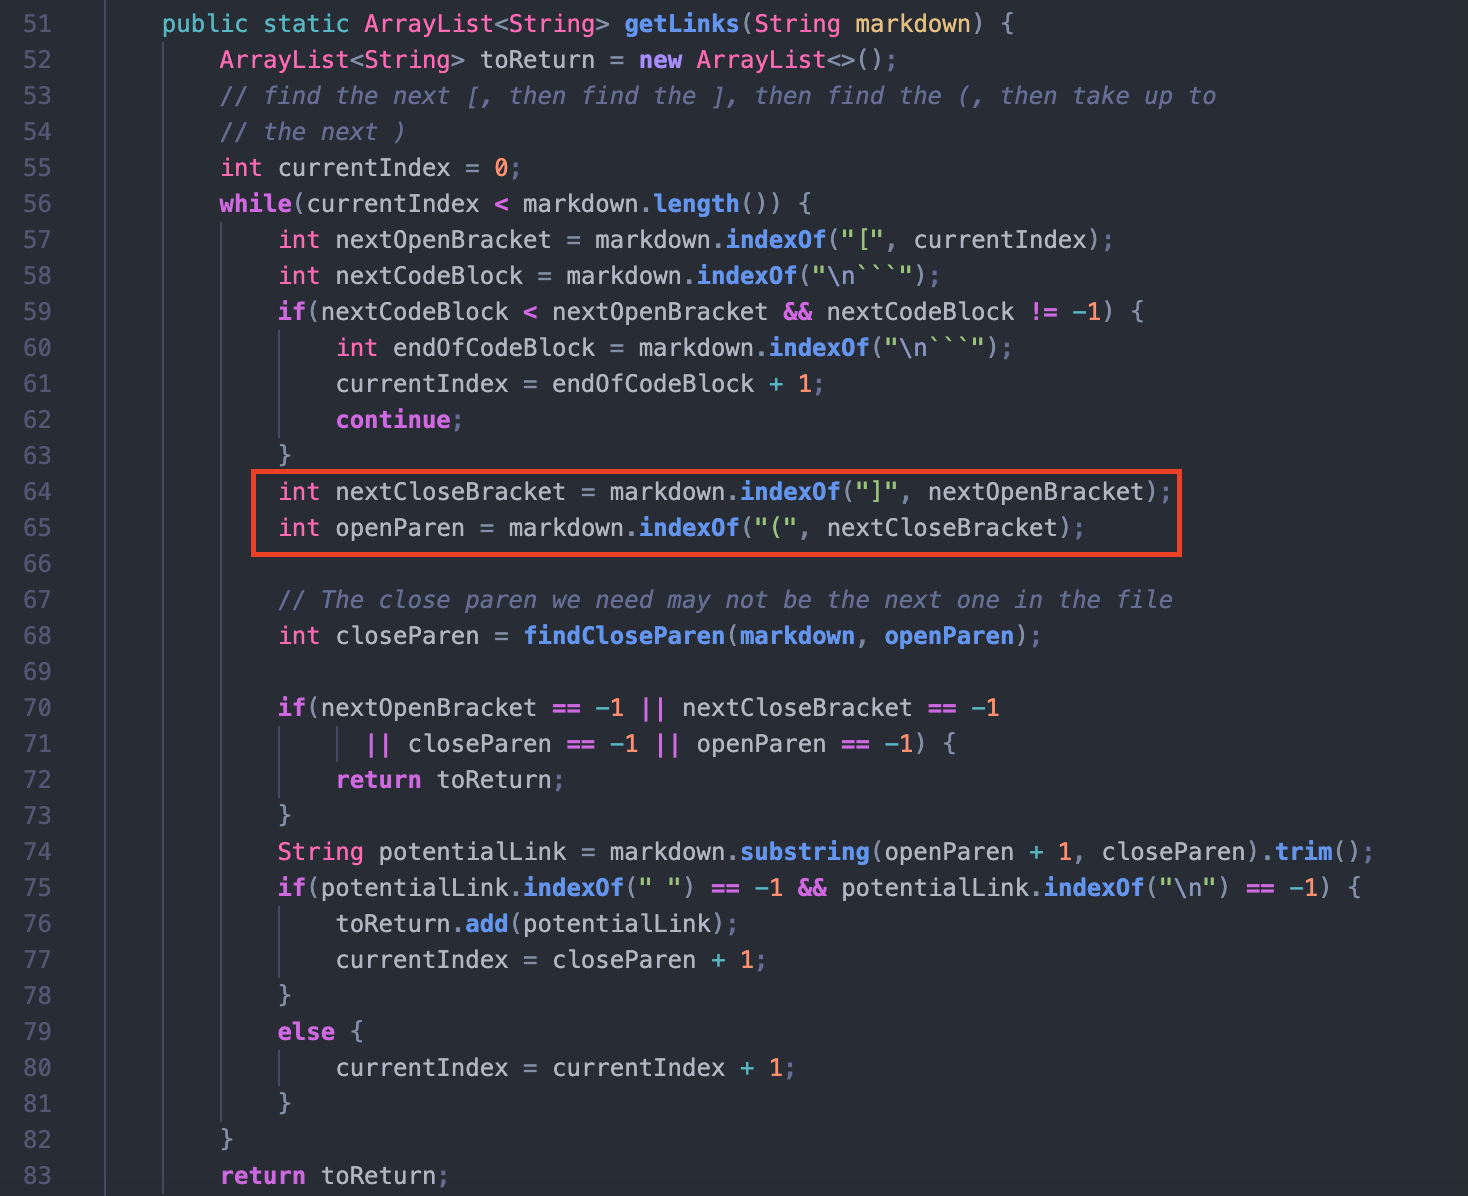 51 public static ArrayList<String> getLinks(String markdown) {
52 ArrayList<String> toReturn = new ArrayList<>();
53 // find the next [, then find the ], then find the (, then take up to
54 // the next )
55 int currentIndex = 0;
56 while(currentIndex < markdown.length()) {
57 int nextOpenBracket = markdown.indexOf("[", currentIndex);
58 int nextCodeBlock = markdown.indexOf("\n```");
59 if(nextCodeBlock < nextOpenBracket && nextCodeBlock != -1) {
60 int endOfCodeBlock = markdown.indexOf("\n```");
61 currentIndex = endOfCodeBlock + 1;
62 continue;
63 }
64 int nextCloseBracket = markdown.indexOf("]", nextOpenBracket);
65 int openParen = markdown.indexOf("(", nextCloseBracket);
66
67 // The close paren we need may not be the next one in the file
68 int closeParen = findCloseParen(markdown, openParen);
69
70 if(nextOpenBracket == -1 || nextCloseBracket == -1
71 || closeParen == -1 || openParen == -1) {
72 return toReturn;
73 }
74 String potentialLink = markdown.substring(openParen + 1, closeParen).trim();
75 if(potentialLink.indexOf(" ") == -1 && potentialLink.indexOf("\n") == -1) {
76 toReturn.add(potentialLink);
77 currentIndex = closeParen + 1;
78 }
79 else {
80 currentIndex = currentIndex + 1;
81 }
82 }
83 return toReturn;